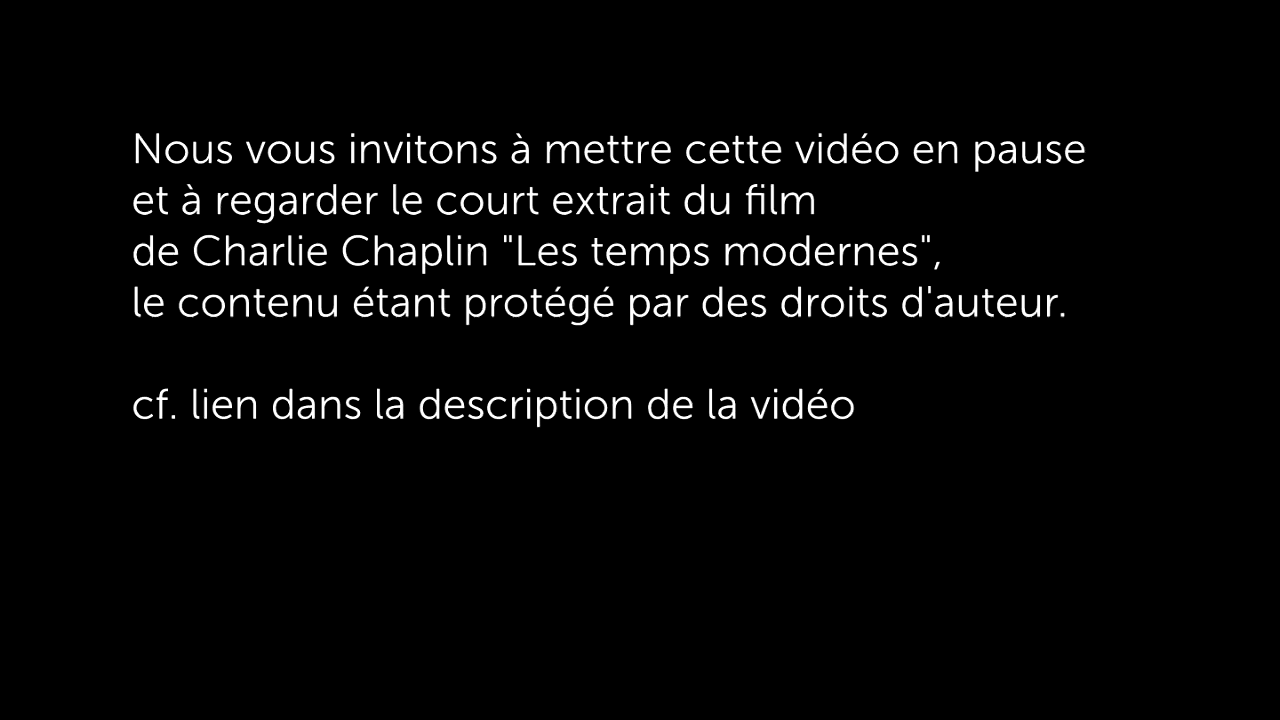 Nous vous invitons à mettre cette vidéo en pause
et à regarder le court extrait du film
de Charlie Chaplin "Les temps modernes",
le contenu étant protégé par des droits d'auteur.
cf. lien dans la description de la vidéo